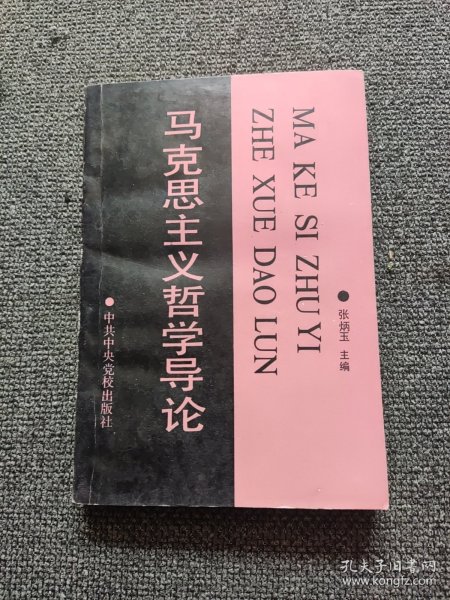 马克思主义哲学导论
MA KE SI ZHU YI
ZHE XUE DAO LUN
张炳玉 主编
中共中央党校出版社
孔夫子旧书网
www.kongfz.com